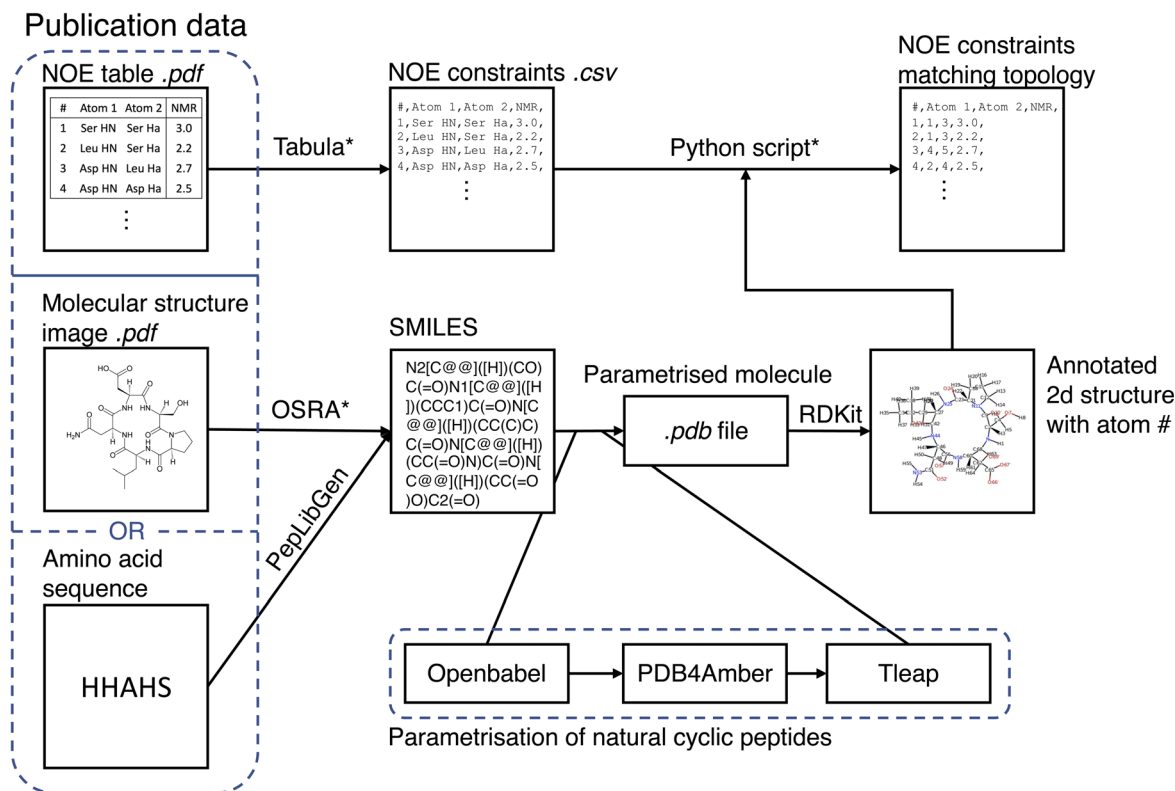 Publication data
NOE table .pdf
# Atom 1 Atom 2 NMR
1 Ser HN Ser Ha 3.0
2 Leu HN Ser Ha 2.2
3 Asp HN Leu Ha 2.7
4 Asp HN Asp Ha 2.5
Tabula*
NOE constraints .csv
#,Atom 1,Atom 2,NMR,
1,Ser HN,Ser Ha,3.0,
2,Leu HN,Ser Ha,2.2,
3,Asp HN,Leu Ha,2.7,
4,Asp HN,Asp Ha,2.5,
Python script*
NOE constraints
matching topology
#,Atom 1,Atom 2,NMR,
1,1,3,3.0,
2,1,3,2.2,
3,4,5,2.7,
4,2,4,2.5,
Molecular structure
image .pdf
HO
O
H
O
NH
HN
OH
O
H
H2N
O
H
NH
O
N
O
HN
H
H
O
OSRA*
OR
Amino acid
sequence
HHAHS
PepLibGen
SMILES
N2[C@@]([H])(CO)
C(=O)N1[C@@]([H
])(CCC1)C(=O)N[C
@@]([H])(CC(C)C)
C(=O)N[C@@]([H])
(CC(=O)N)C(=O)N[
C@@]([H])(CC(=O
)O)C2(=O)
Parametrised molecule
.pdb file
RDKit
Annotated
2d structure
with atom #
Openbabel
PDB4Amber
Tleap
Parametrisation of natural cyclic peptides